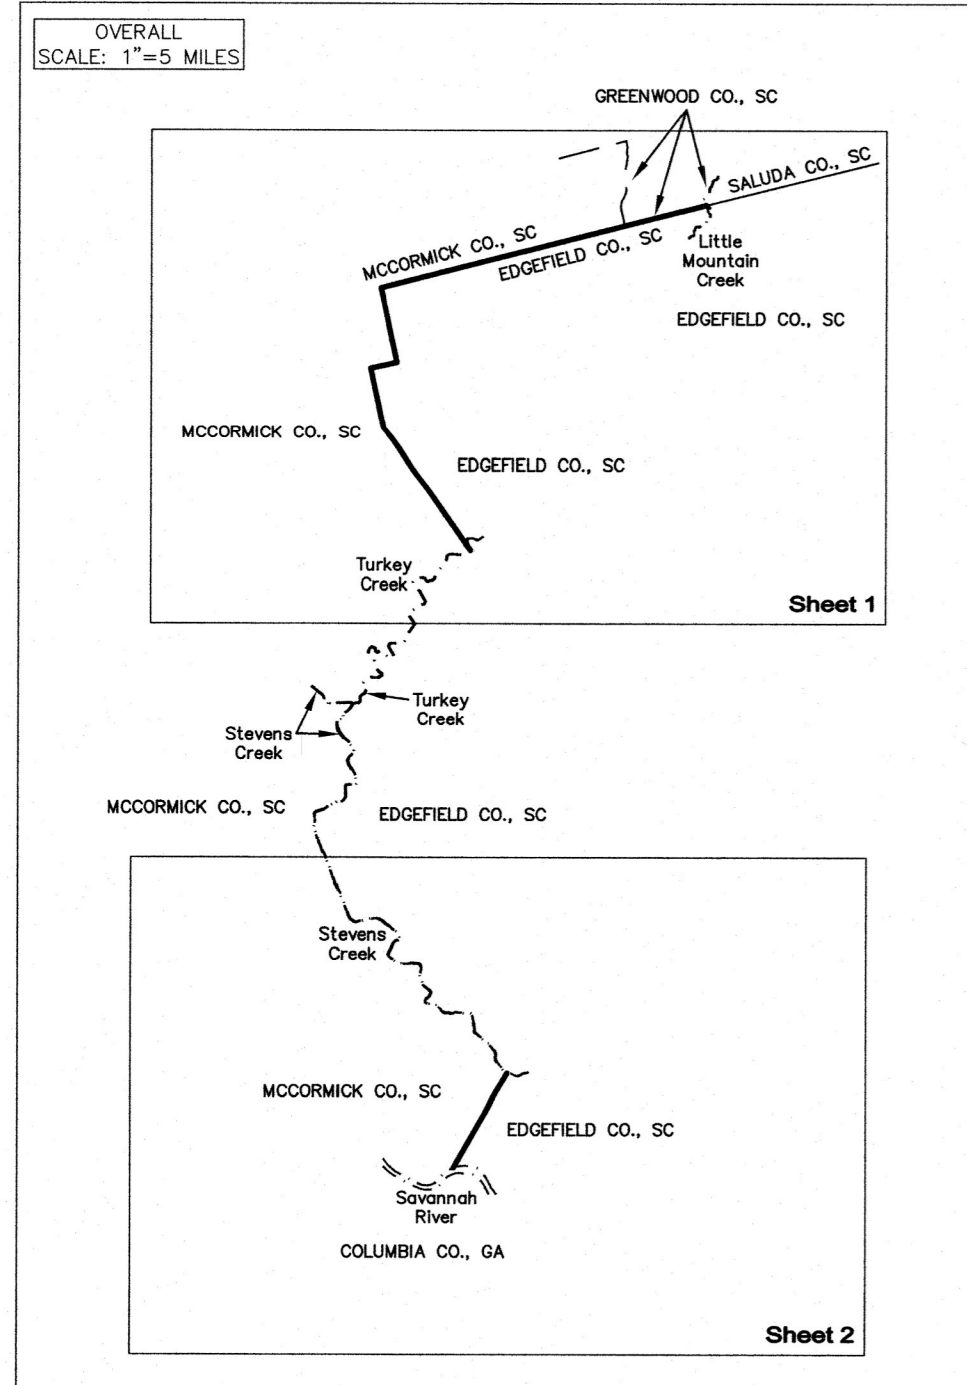 OVERALL
SCALE: 1"=5 MILES
GREENWOOD CO., SC
SALUDA CO., SC
MCCORMICK CO., SC
EDGEFIELD CO., SC
Little
Mountain
Creek
EDGEFIELD CO., SC
MCCORMICK CO., SC
EDGEFIELD CO., SC
Turkey
Creek
Sheet 1
Turkey
Creek
Stevens
Creek
MCCORMICK CO., SC
EDGEFIELD CO., SC
Stevens
Creek
MCCORMICK CO., SC
EDGEFIELD CO., SC
Savannah
River
COLUMBIA CO., GA
Sheet 2